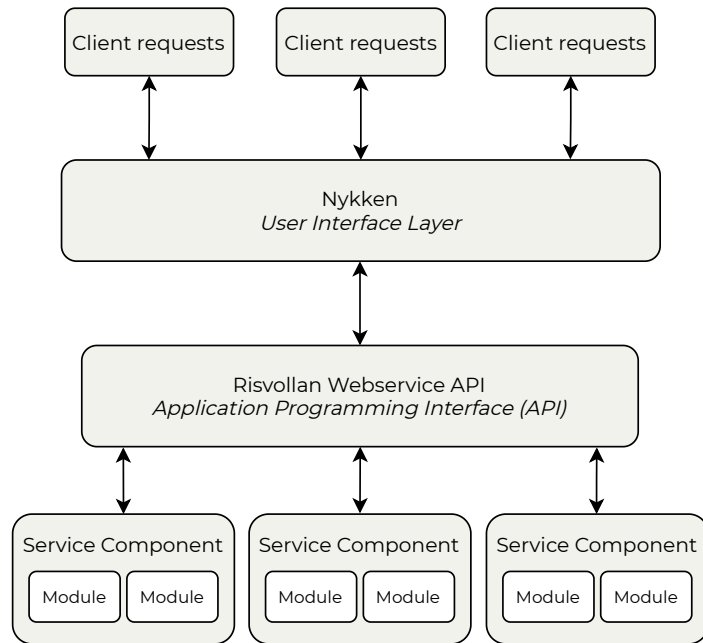 Client requests
Client requests
Client requests
Nykken
User Interface Layer
Risvollan Webservice API
Application Programming Interface (API)
Service Component
Module
Module
Service Component
Module
Module
Service Component
Module
Module